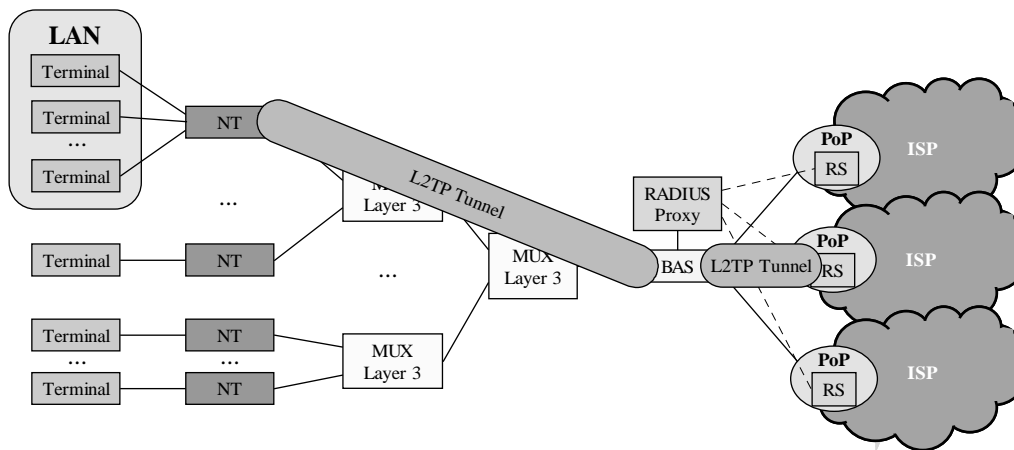 LAN
Terminal
Terminal
...
Terminal
NT
L2TP Tunnel
...
Layer 3
RADIUS
Proxy
PoP
RS
ISP
Terminal
NT
...
MUX
Layer 3
BAS
L2TP Tunnel
PoP
RS
ISP
Terminal
NT
...
...
Terminal
NT
MUX
Layer 3
PoP
RS
ISP